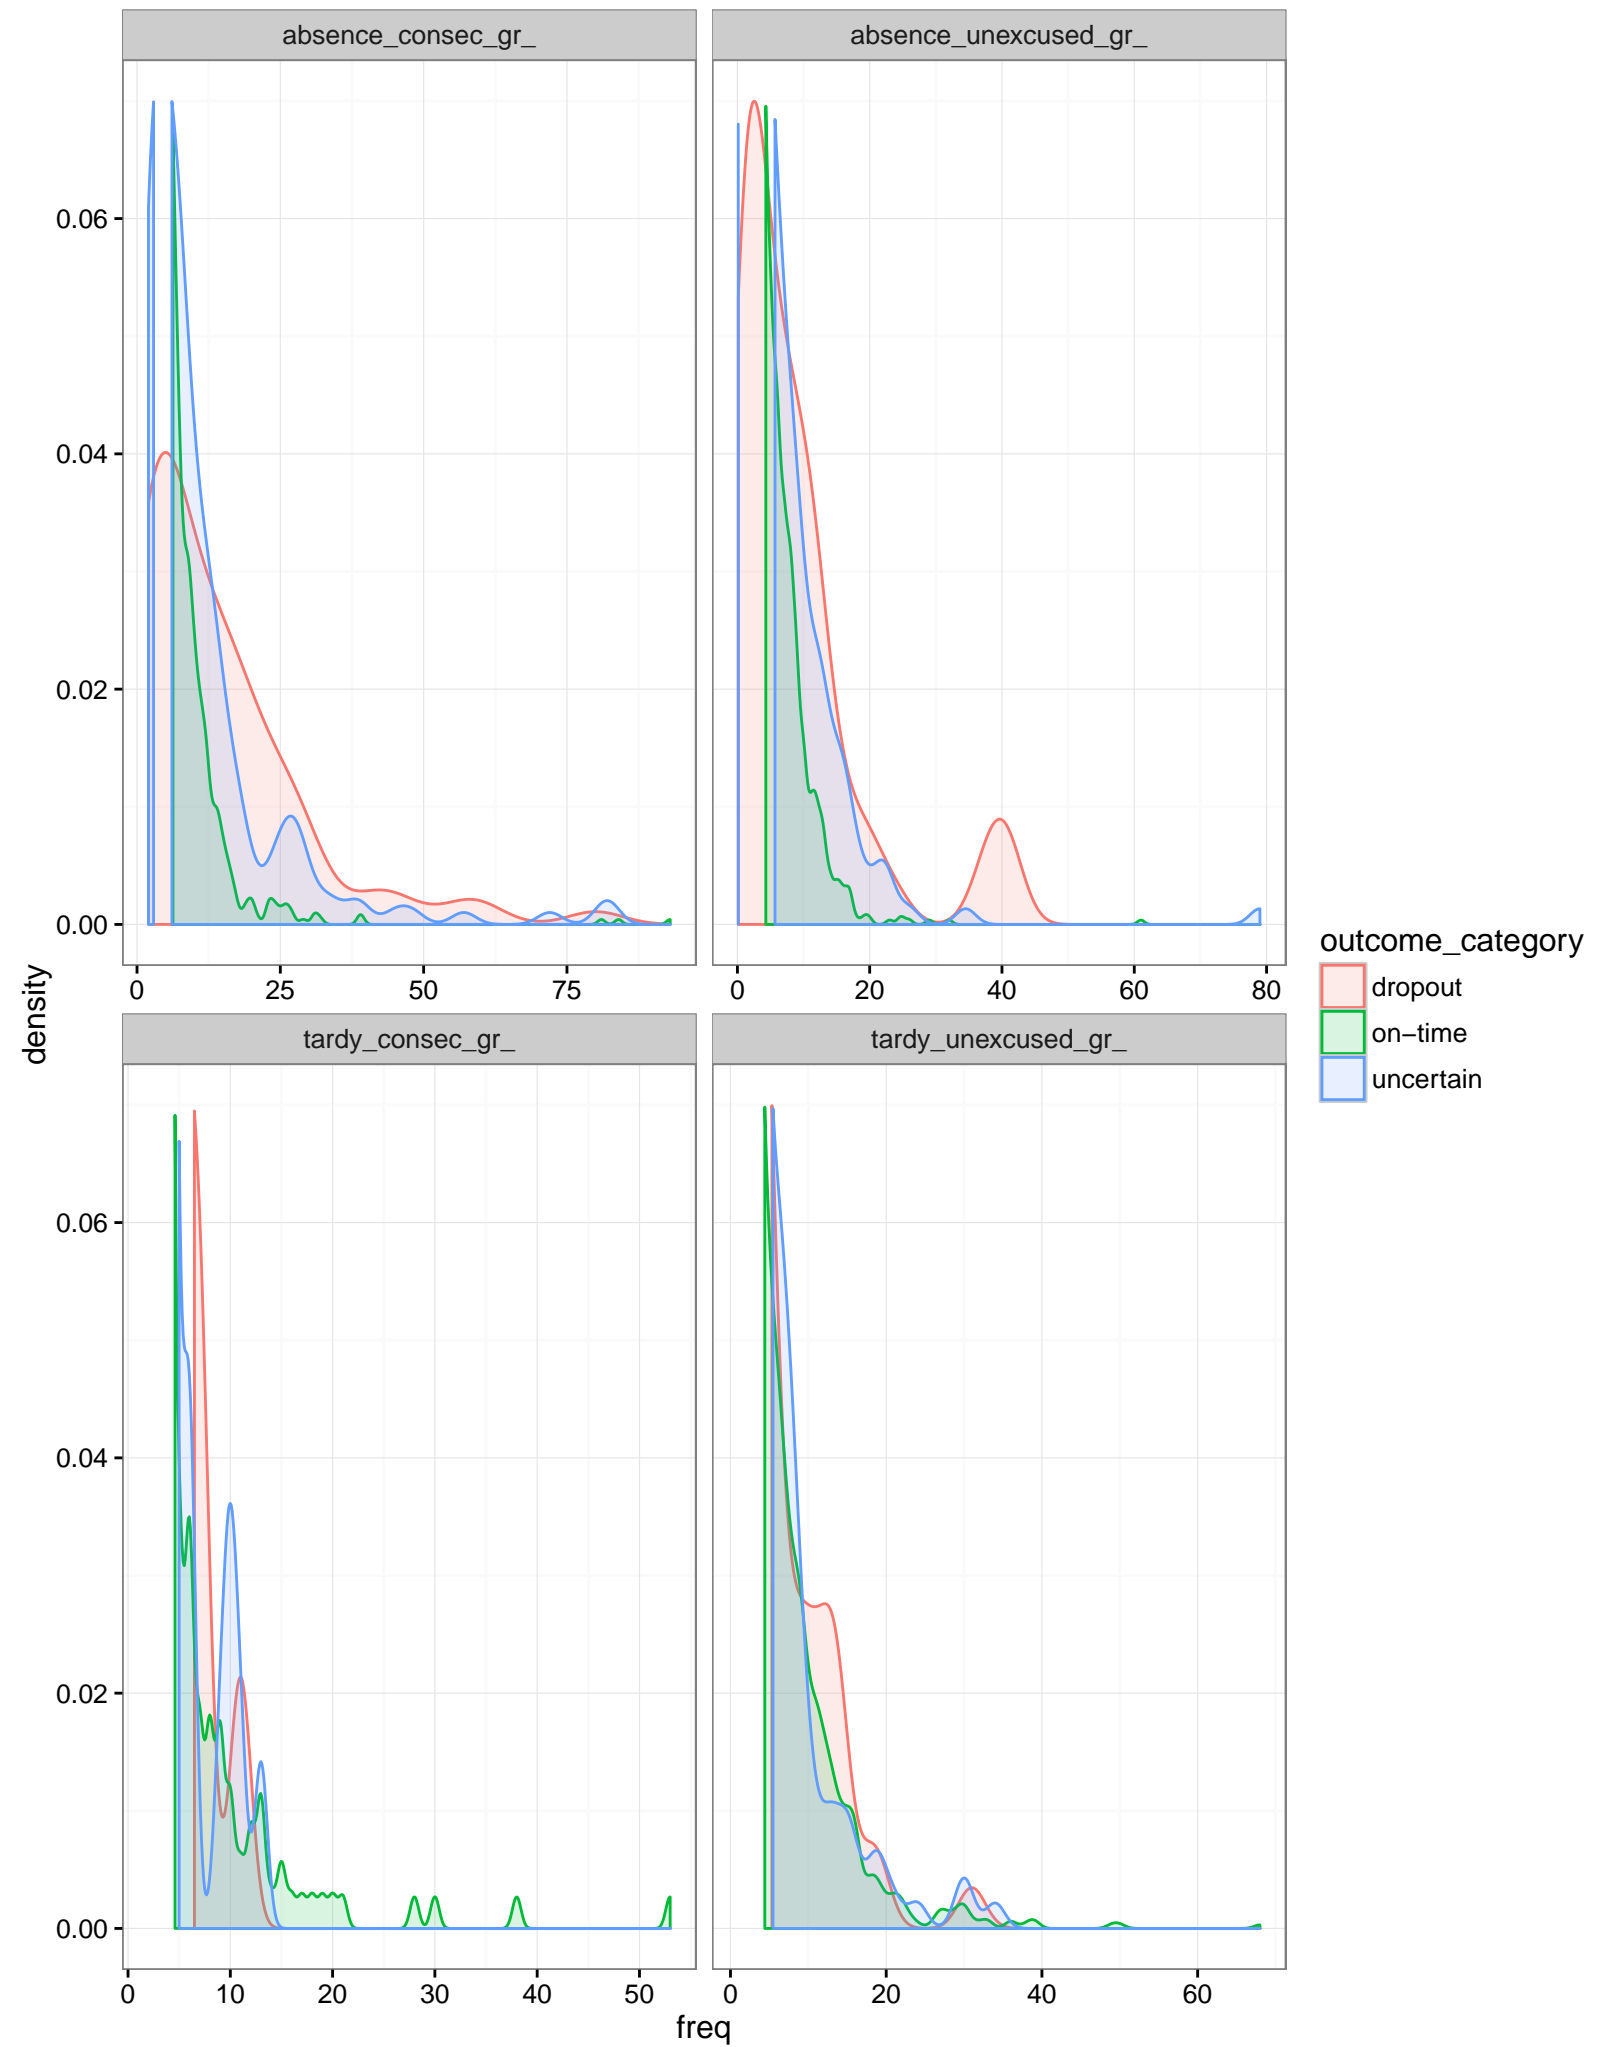 absence_consec_gr_
absence_unexcused_gr_
0.06
0.04
0.02
0.00
0 25 50 75
0 20 40 60 80
tardy_consec_gr_
tardy_unexcused_gr_
0.06
0.04
0.02
0.00
0 10 20 30 40 50
0 20 40 60
density
freq
outcome_category
dropout
on−time
uncertain